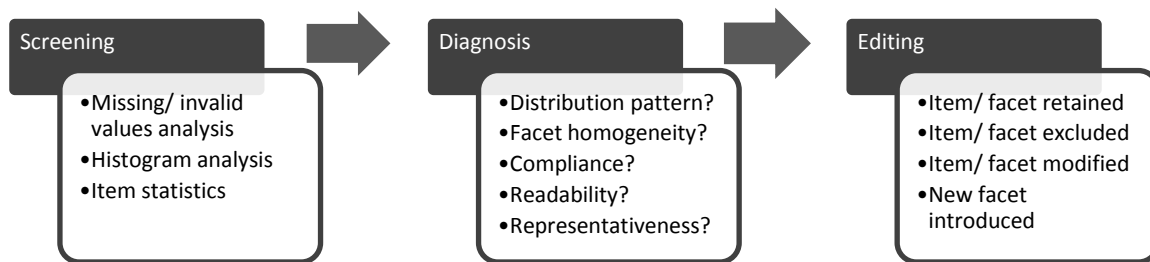 Screening
•Missing/ invalid
values analysis
•Histogram analysis
•Item statistics
Diagnosis
•Distribution pattern?
•Facet homogeneity?
•Compliance?
•Readability?
•Representativeness?
Editing
•Item/ facet retained
•Item/ facet excluded
•Item/ facet modified
•New facet
introduced